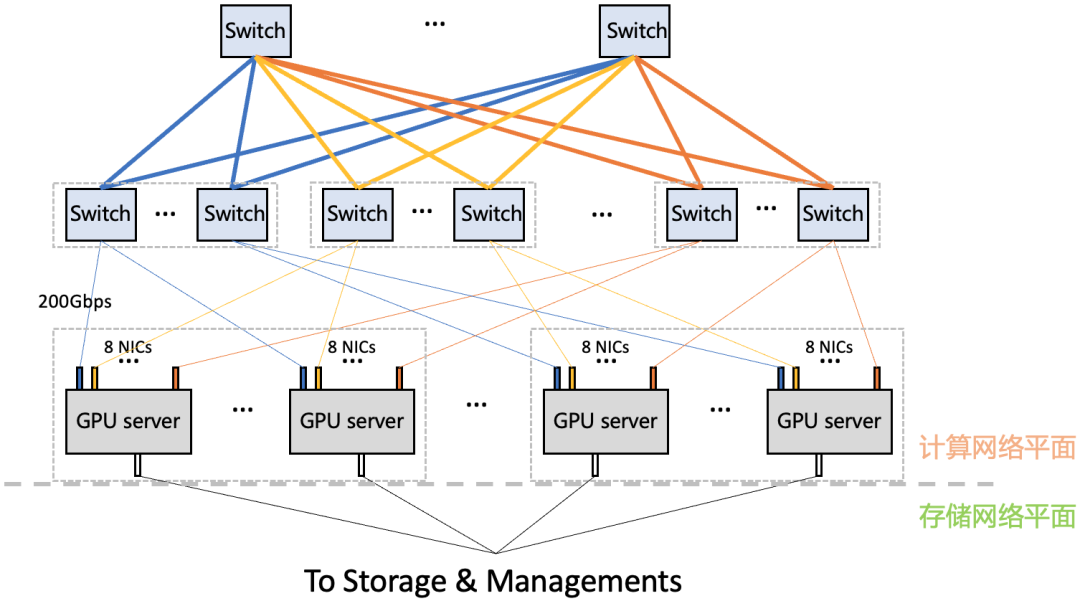 Switch
...
Switch
Switch
...
Switch
Switch
...
Switch
...
Switch
...
Switch
200Gbps
8 NICs
...
8 NICs
...
8 NICs
...
8 NICs
...
GPU server
...
GPU server
...
GPU server
...
GPU server
计算网络平面
存储网络平面
To Storage & Managements